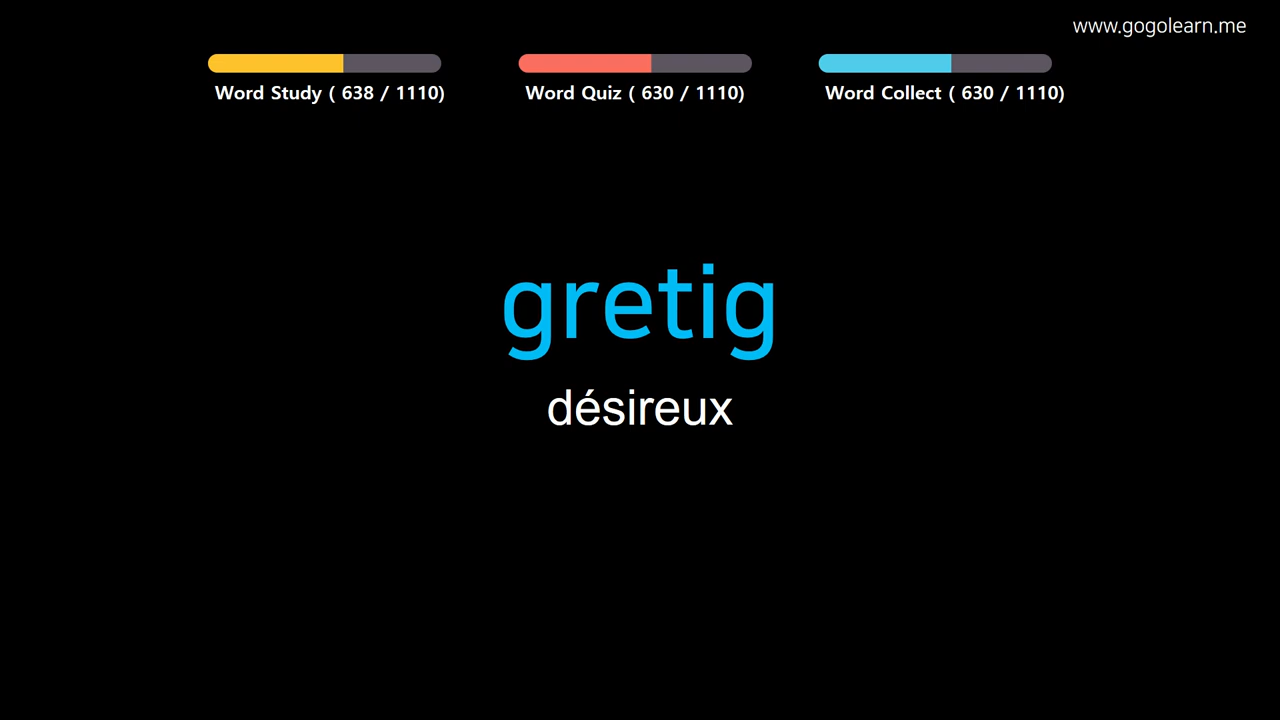 www.gogolearn.me
Word Study ( 638 / 1110)
Word Quiz ( 630 / 1110)
Word Collect ( 630 / 1110)
gretig
désireux